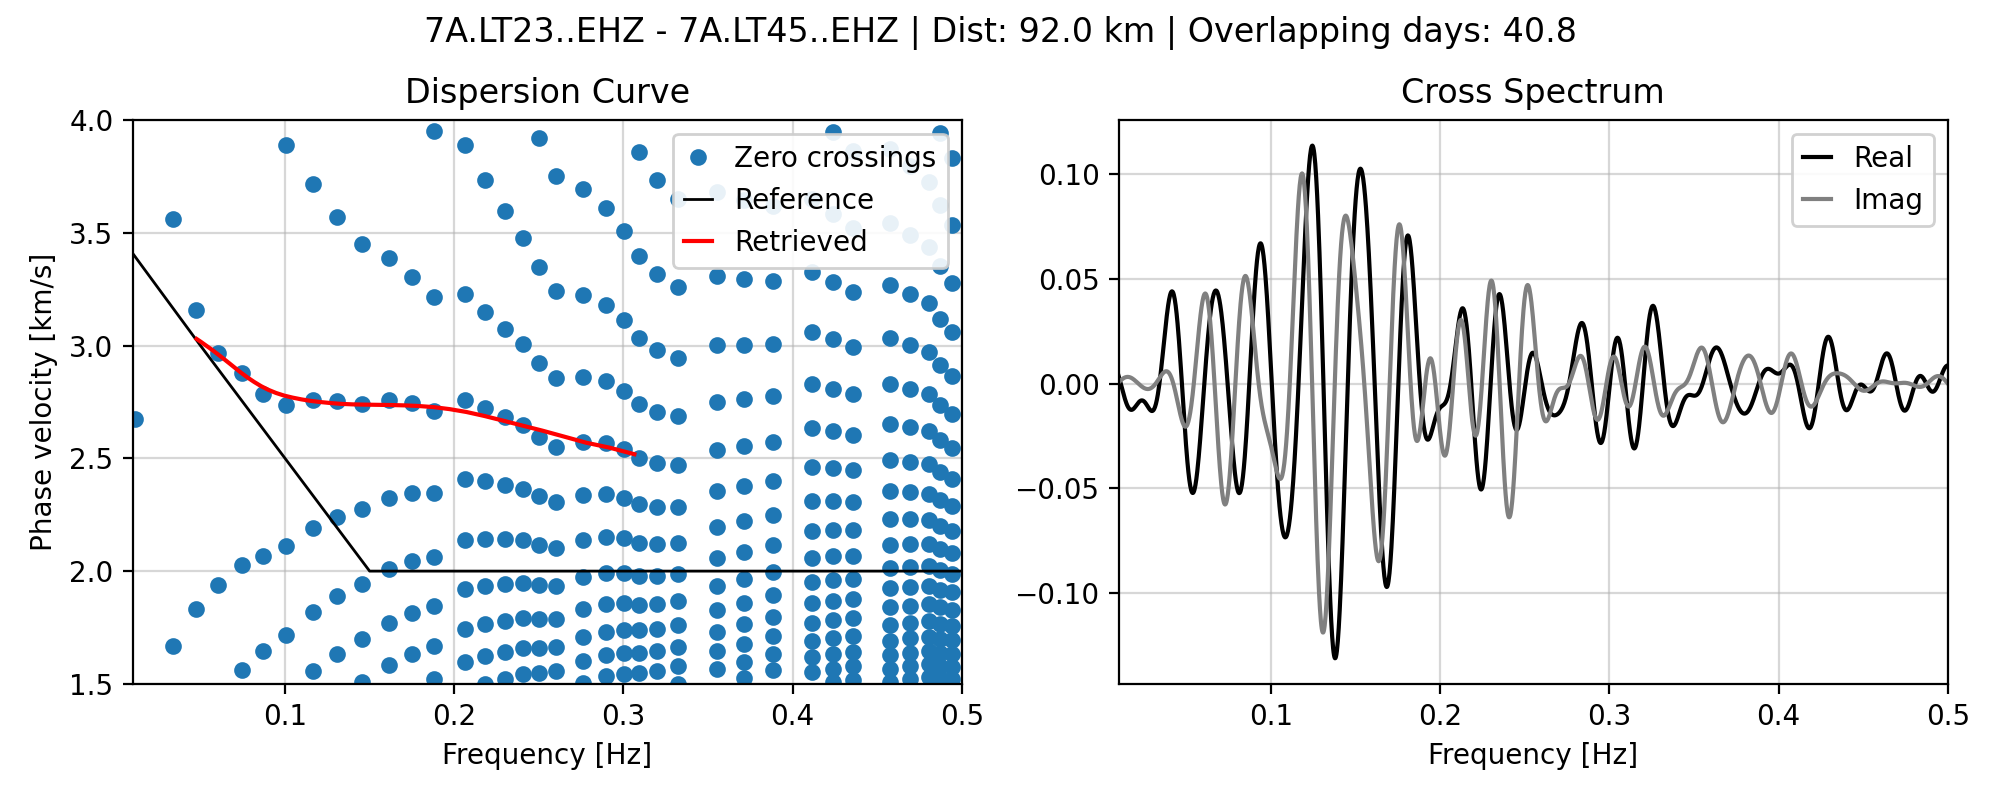 7A.LT23..EHZ - 7A.LT45..EHZ | Dist: 92.0 km | Overlapping days: 40.8
Dispersion Curve
Phase velocity [km/s]
4.0
3.5
3.0
2.5
2.0
1.5
0.1 0.2 0.3 0.4 0.5
Frequency [Hz]
Zero crossings
Reference
Retrieved
Cross Spectrum
0.10
0.05
0.00
−0.05
−0.10
0.1 0.2 0.3 0.4 0.5
Frequency [Hz]
Real
Imag